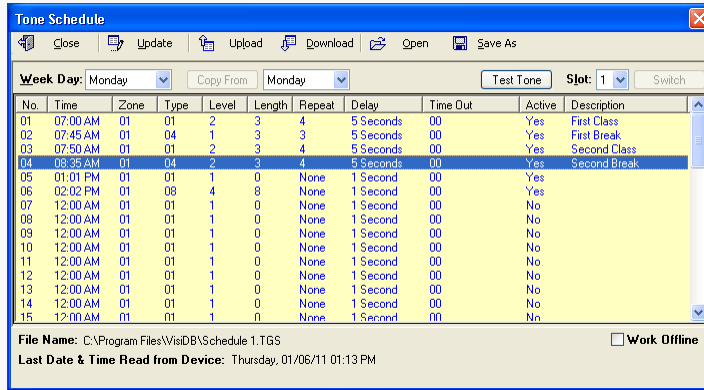 Tone Schedule
Close Update Upload Download Open Save As
Week Day: Monday Copy From Monday Test Tone Slot: 1 Switch
No. Time Zone Type Level Length Repeat Delay Time Out Active Description
01 07:00 AM 01 01 2 3 4 5 Seconds 00 Yes First Class
02 07:45 AM 01 04 1 3 3 5 Seconds 00 Yes First Break
03 07:50 AM 01 01 2 3 4 5 Seconds 00 Yes Second Class
04 08:35 AM 01 04 2 3 4 5 Seconds 00 Yes Second Break
05 01:01 PM 01 01 1 0 None 1 Second 00 Yes
06 02:02 PM 01 08 4 8 None 1 Second 00 Yes
07 12:00 AM 01 01 1 0 None 1 Second 00 No
08 12:00 AM 01 01 1 0 None 1 Second 00 No
09 12:00 AM 01 01 1 0 None 1 Second 00 No
10 12:00 AM 01 01 1 0 None 1 Second 00 No
11 12:00 AM 01 01 1 0 None 1 Second 00 No
12 12:00 AM 01 01 1 0 None 1 Second 00 No
13 12:00 AM 01 01 1 0 None 1 Second 00 No
14 12:00 AM 01 01 1 0 None 1 Second 00 No
15 12:00 AM 01 01 1 0 None 1 Second 00 No
File Name: C:\Program Files\VisiDB\Schedule 1.TGS Work Offline
Last Date & Time Read from Device: Thursday, 01/06/11 01:13 PM